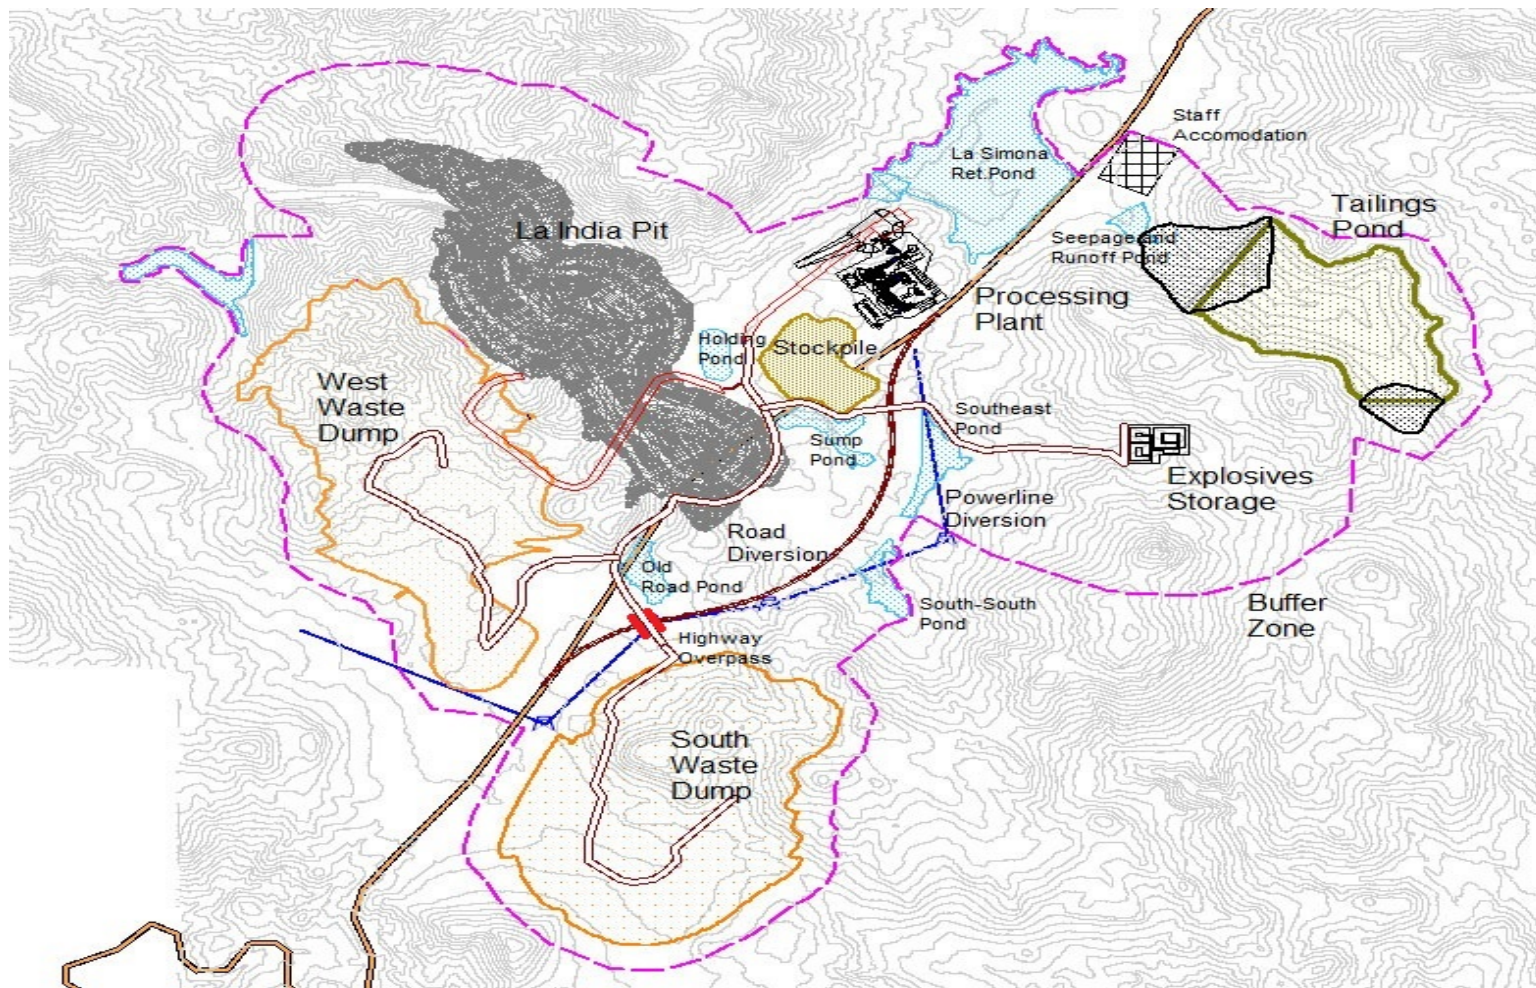 Staff
Accomodation
La Simona
Ret.Pond
Tailings
Pond
La India Pit
Seepage and
Runoff Pond
Processing
Plant
Holding
Pond
Stockpile
West
Waste
Dump
Southeast
Pond
Sump
Pond
Explosives
Storage
Powerline
Diversion
Road
Diversion
Old
Road Pond
South-South
Pond
Buffer
Zone
Highway
Overpass
South
Waste
Dump